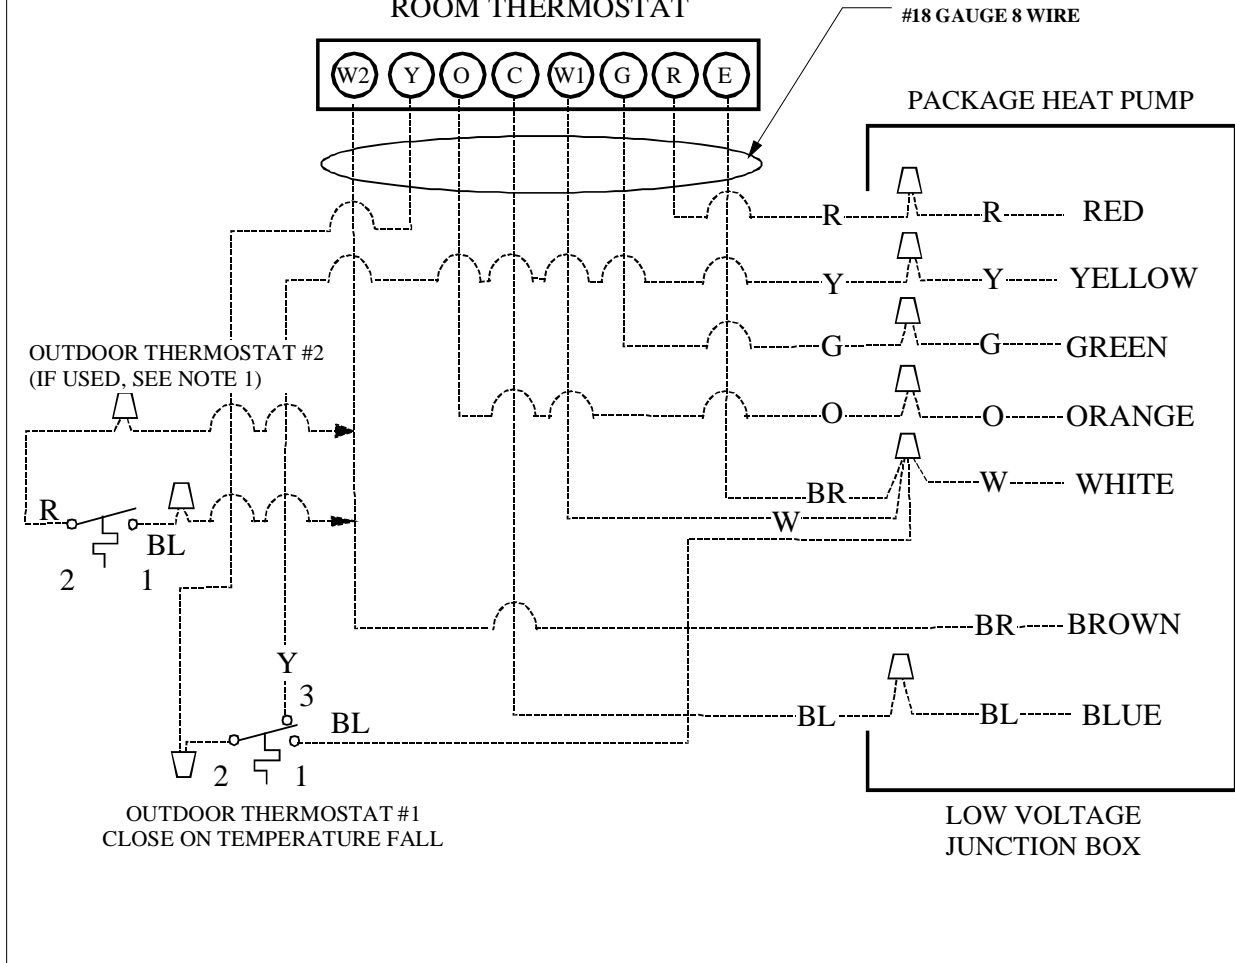 ROOM THERMOSTAT
#18 GAUGE 8 WIRE
W2 Y O C W1 G R E
PACKAGE HEAT PUMP
R R RED
Y Y YELLOW
G G GREEN
OUTDOOR THERMOSTAT #2
(IF USED, SEE NOTE 1)
O O ORANGE
BR W WHITE
R
W
BL
2 1
BR BROWN
Y
3
BL
BL BL BLUE
2 1
OUTDOOR THERMOSTAT #1
CLOSE ON TEMPERATURE FALL
LOW VOLTAGE
JUNCTION BOX